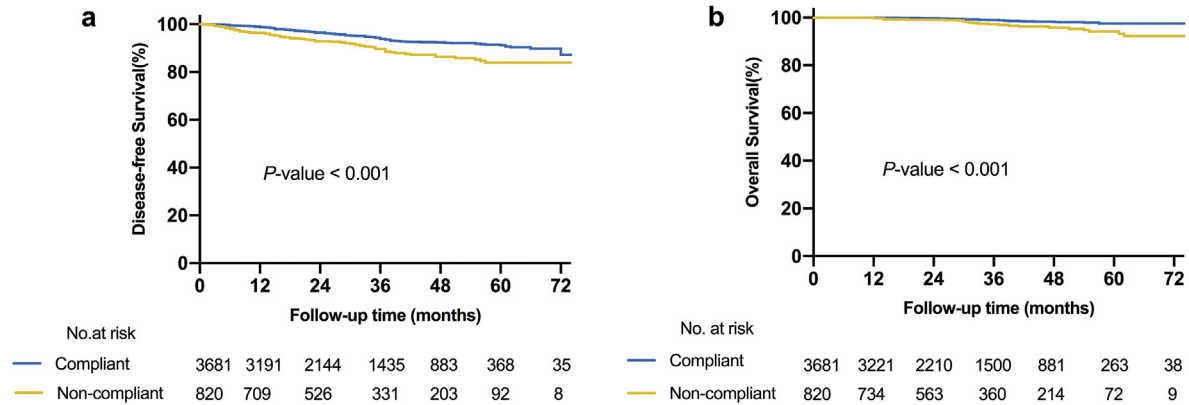 a
100
80
60
40
20
0
Disease-free Survival(%)
P-value < 0.001
0 12 24 36 48 60 72
Follow-up time (months)
No.at risk
Compliant 3681 3191 2144 1435 883 368 35
Non-compliant 820 709 526 331 203 92 8
b
100
80
60
40
20
0
Overall Survival(%)
P-value < 0.001
0 12 24 36 48 60 72
Follow-up time (months)
No. at risk
Compliant 3681 3221 2210 1500 881 263 38
Non-compliant 820 734 563 360 214 72 9